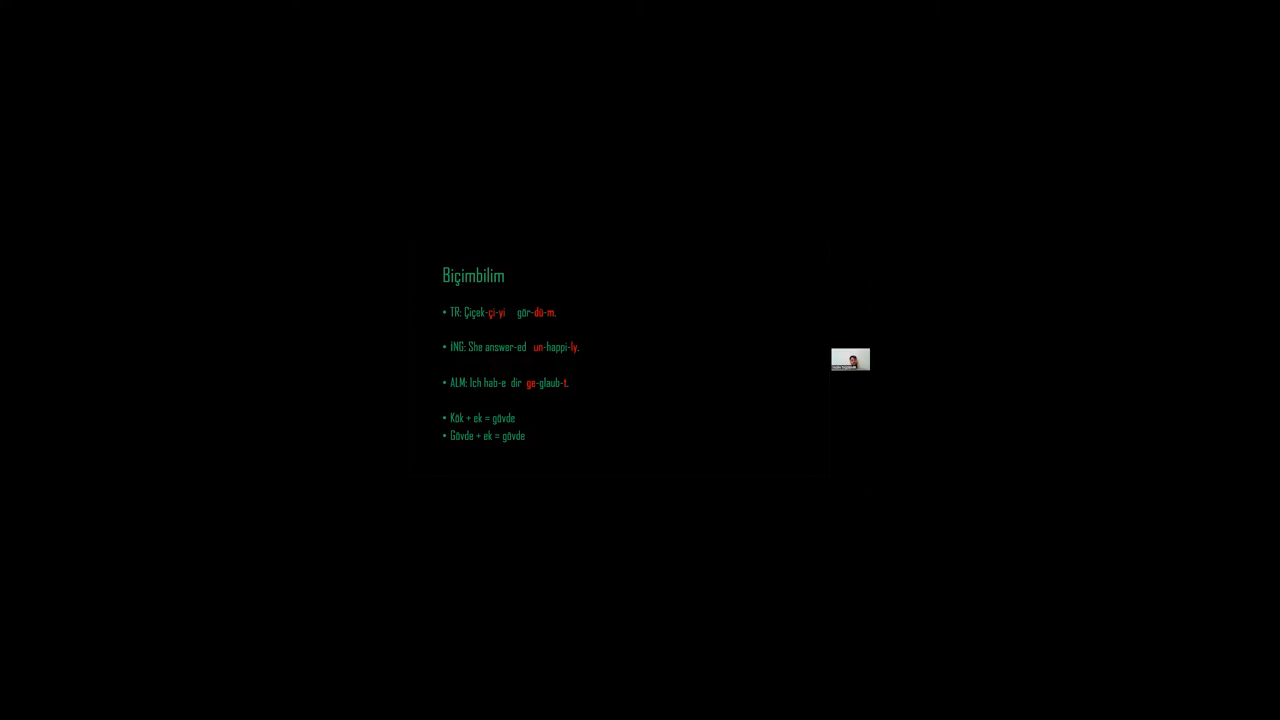 Biçimbilim
• TR: Çiçek-çi-yi gör-dü-m.
• İNG: She answer-ed un-happi-ly.
• ALM: Ich hab-e dir ge-glaub-t.
• Kök + ek = gövde
• Gövde + ek = gövde